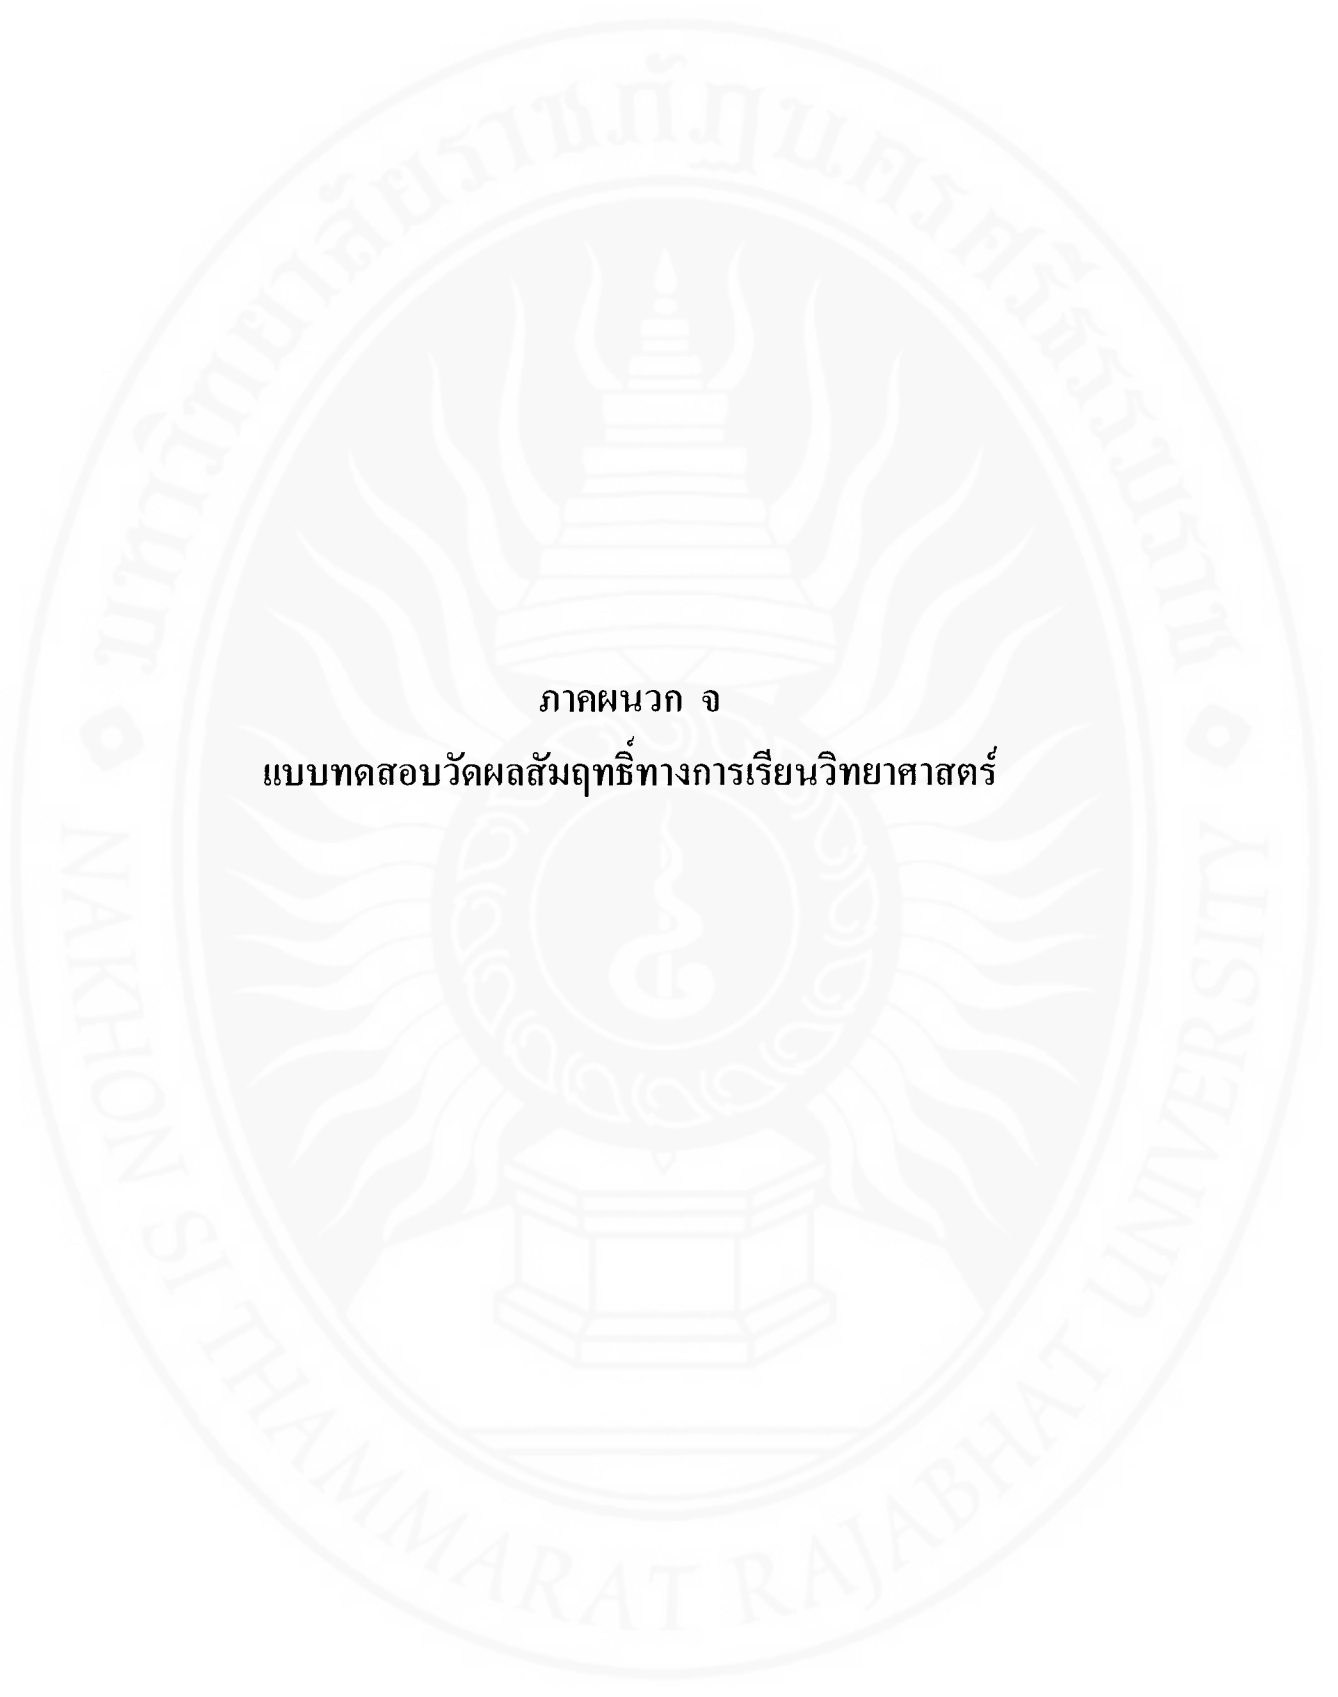 มหาวิทยาลัยราชภัฏนครศรีธรรมราช
ภาคผนวก จ
แบบทดสอบวัดผลสัมฤทธิ์ทางการเรียนวิทยาศาสตร์
NAKHON SI THAMMARAT RAJABHAT UNIVERSITY